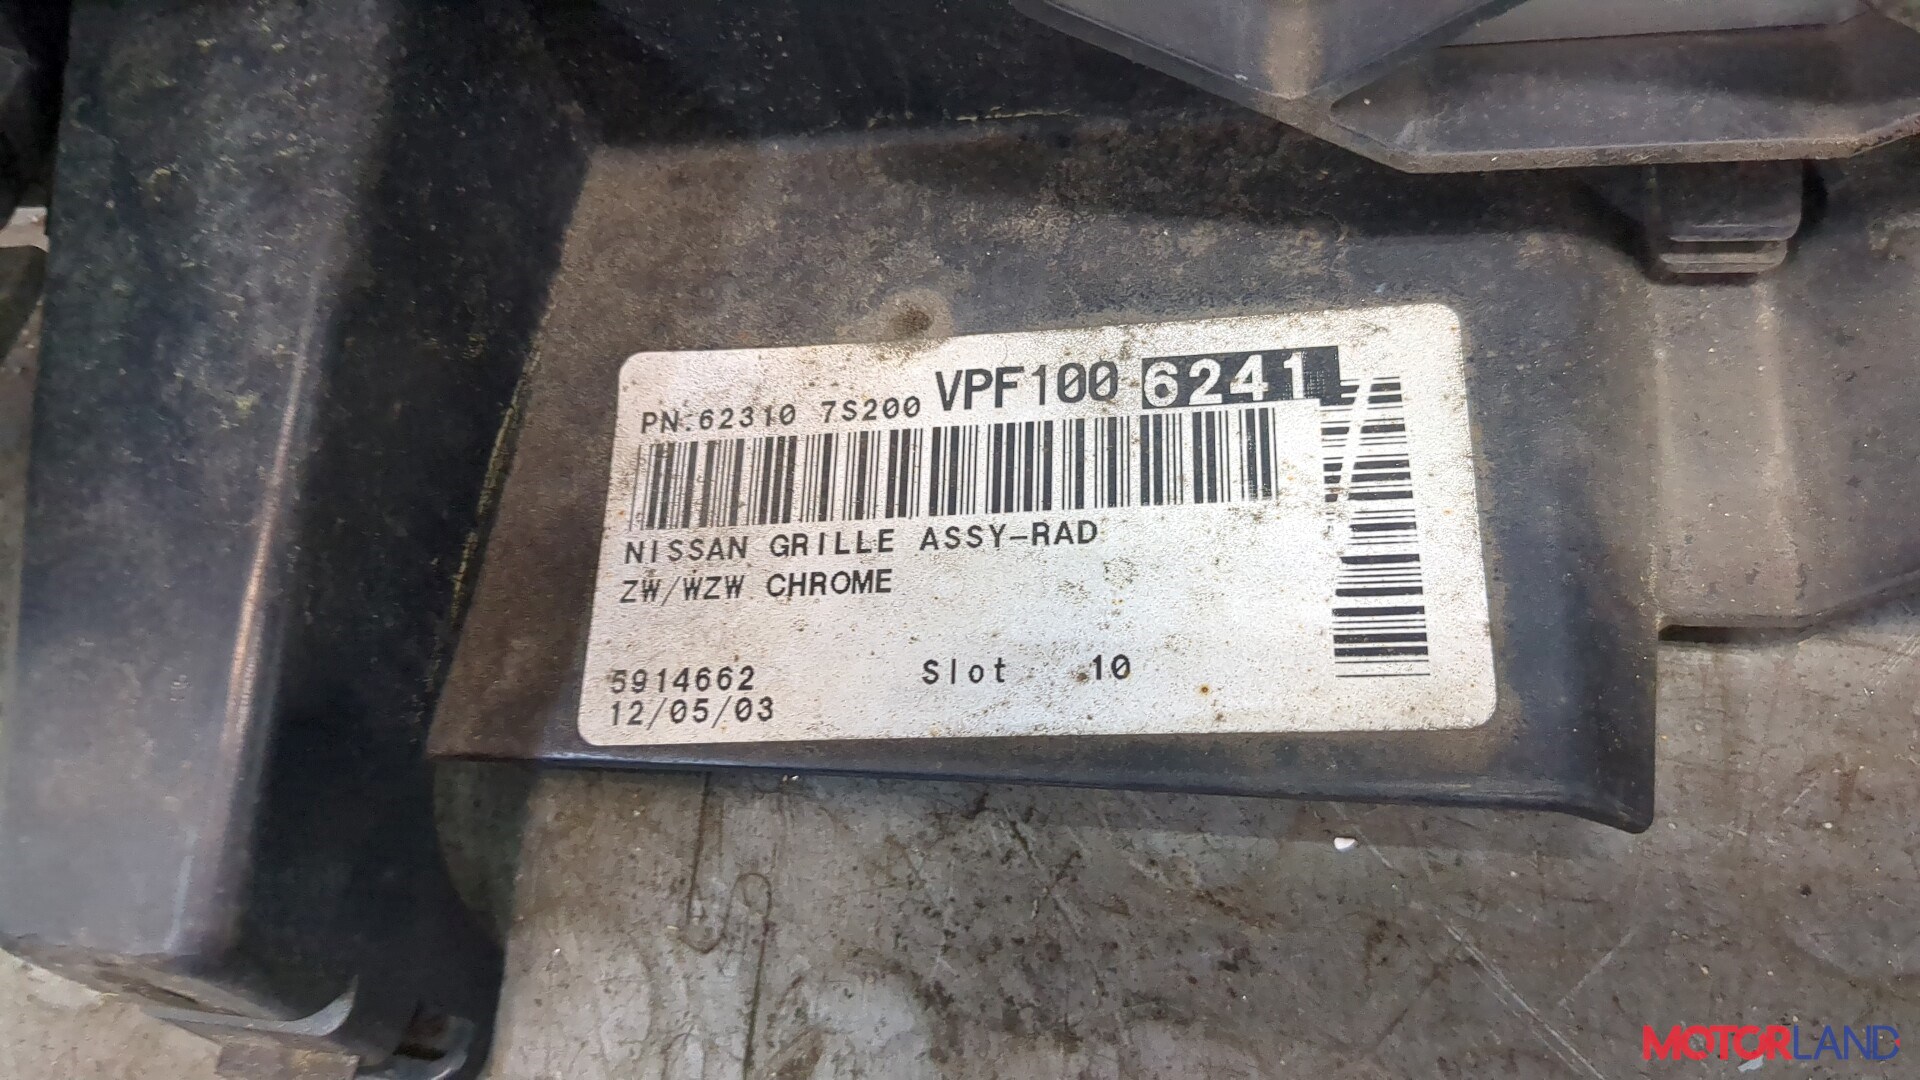 PN:62310 7S200 VPF100 6241
NISSAN GRILLE ASSY-RAD
ZW/WZW CHROME
5914662 Slot 10
12/05/03
MOTORLAND